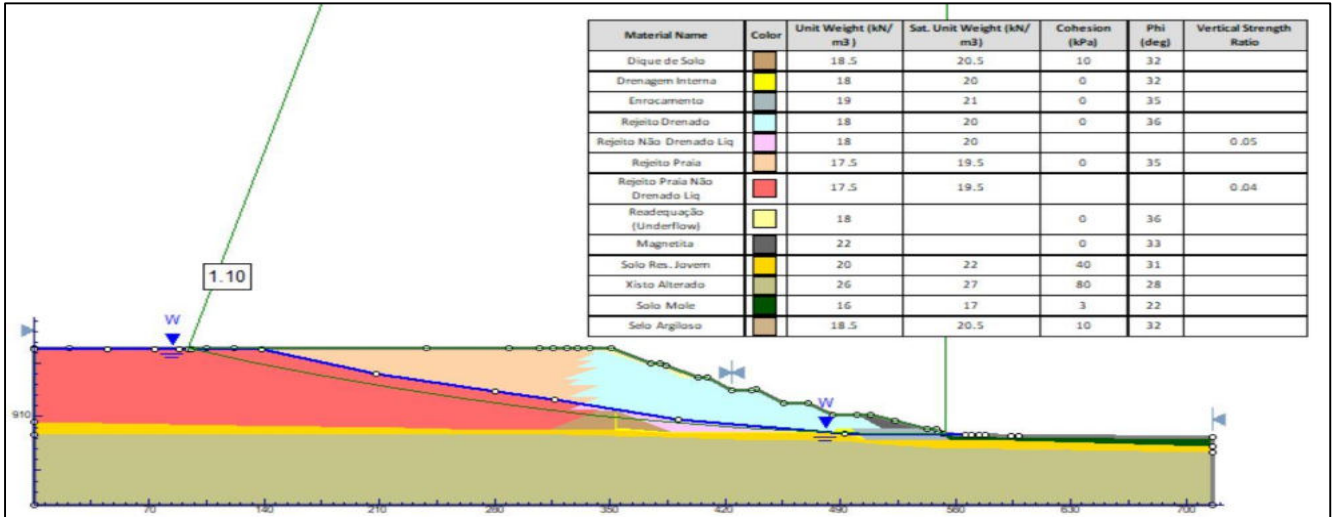 Material Name Color Unit Weight (kN/ m3 ) Sat. Unit Weight (kN/ m3) Cohesion (kPa) Phi (deg) Vertical Strength Ratio
Dique de Solo 18.5 20.5 10 32
Drenagem Interna 18 20 0 32
Enrocamento 19 21 0 35
Rejeito Drenado 18 20 0 36
Rejeito Não Drenado Liq 18 20 0.05
Rejeito Praia 17.5 19.5 0 35
Rejeito Praia Não Drenado Liq 17.5 19.5 0.04
Readequação (Underflow) 18 0 36
Magnetita 22 0 33
Solo Res. Jovem 20 22 40 31
Xisto Alterado 26 27 80 28
Solo Mole 16 17 3 22
Selo Argiloso 18.5 20.5 10 32
1.10
W
W
910
70 140 210 280 350 420 490 560 630 700